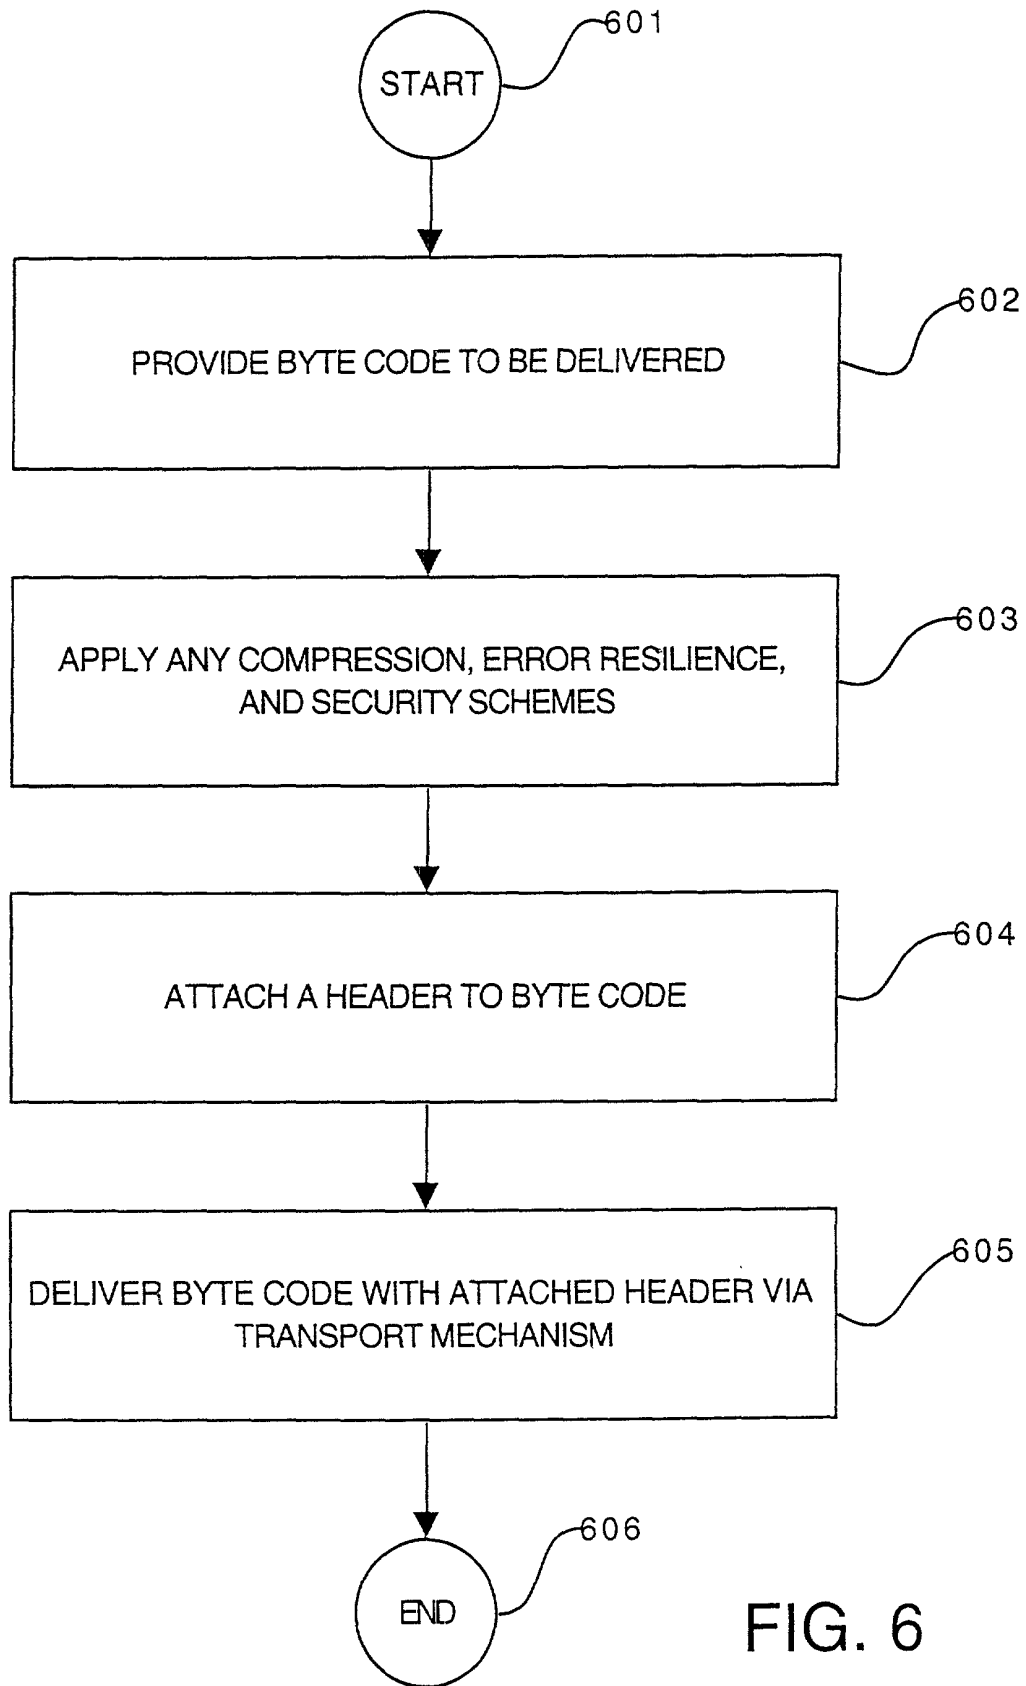 601
START
602
PROVIDE BYTE CODE TO BE DELIVERED
603
APPLY ANY COMPRESSION, ERROR RESILIENCE,
AND SECURITY SCHEMES
604
ATTACH A HEADER TO BYTE CODE
605
DELIVER BYTE CODE WITH ATTACHED HEADER VIA
TRANSPORT MECHANISM
606
END
FIG. 6